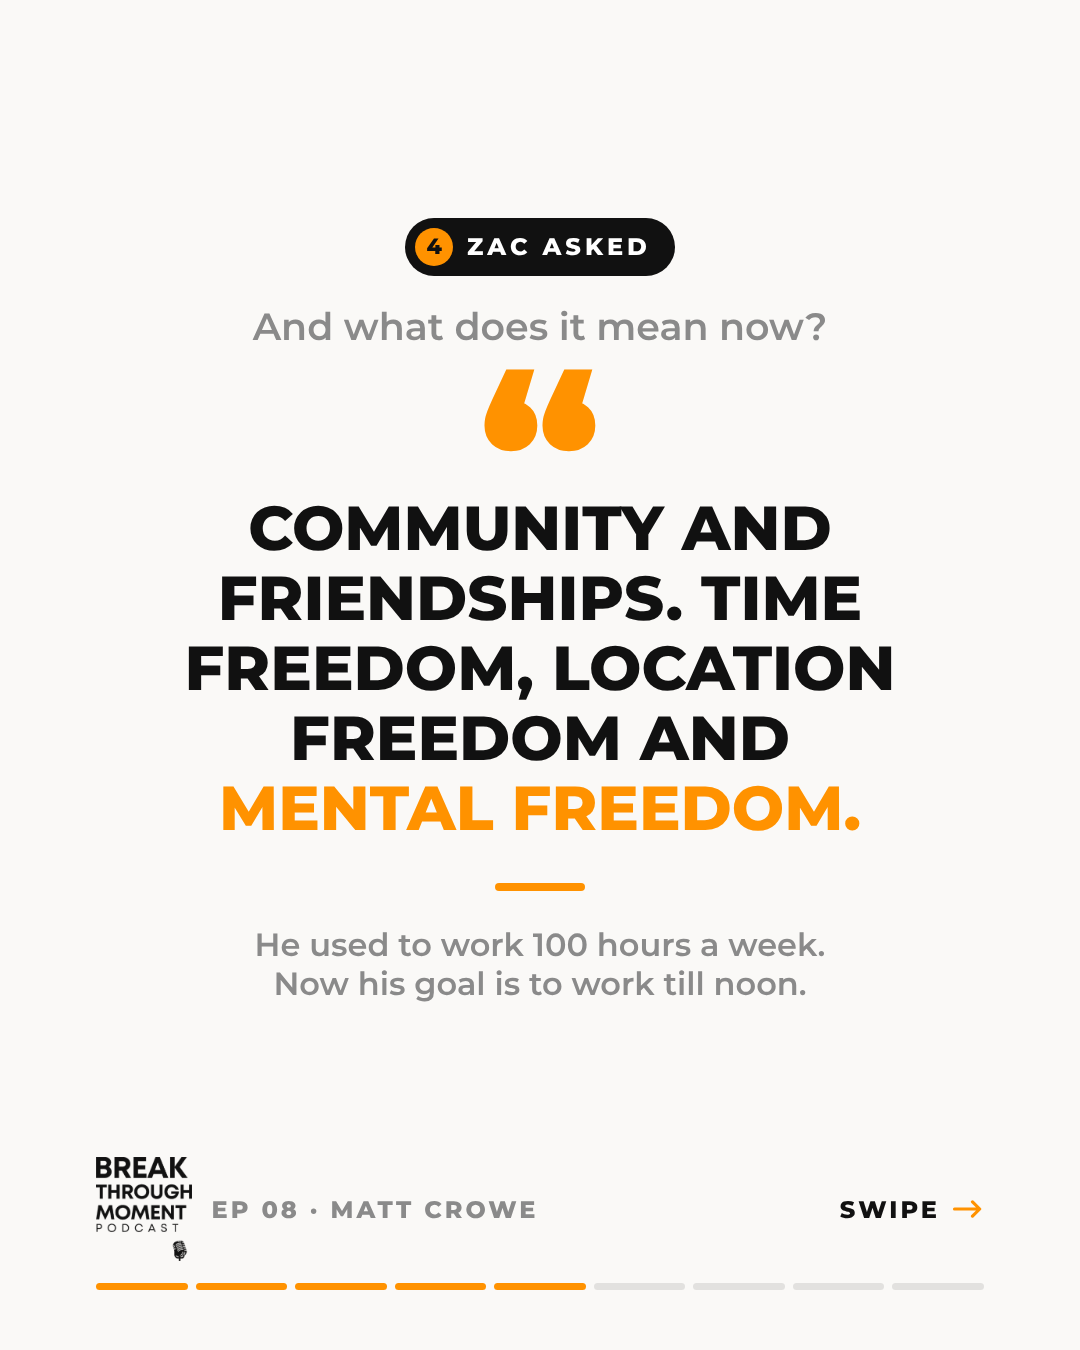 4 ZAC ASKED
And what does it mean now?
“
COMMUNITY AND
FRIENDSHIPS. TIME
FREEDOM, LOCATION
FREEDOM AND
MENTAL FREEDOM.
He used to work 100 hours a week.
Now his goal is to work till noon.
BREAK
THROUGH
MOMENT
PODCAST
EP 08 · MATT CROWE
SWIPE →